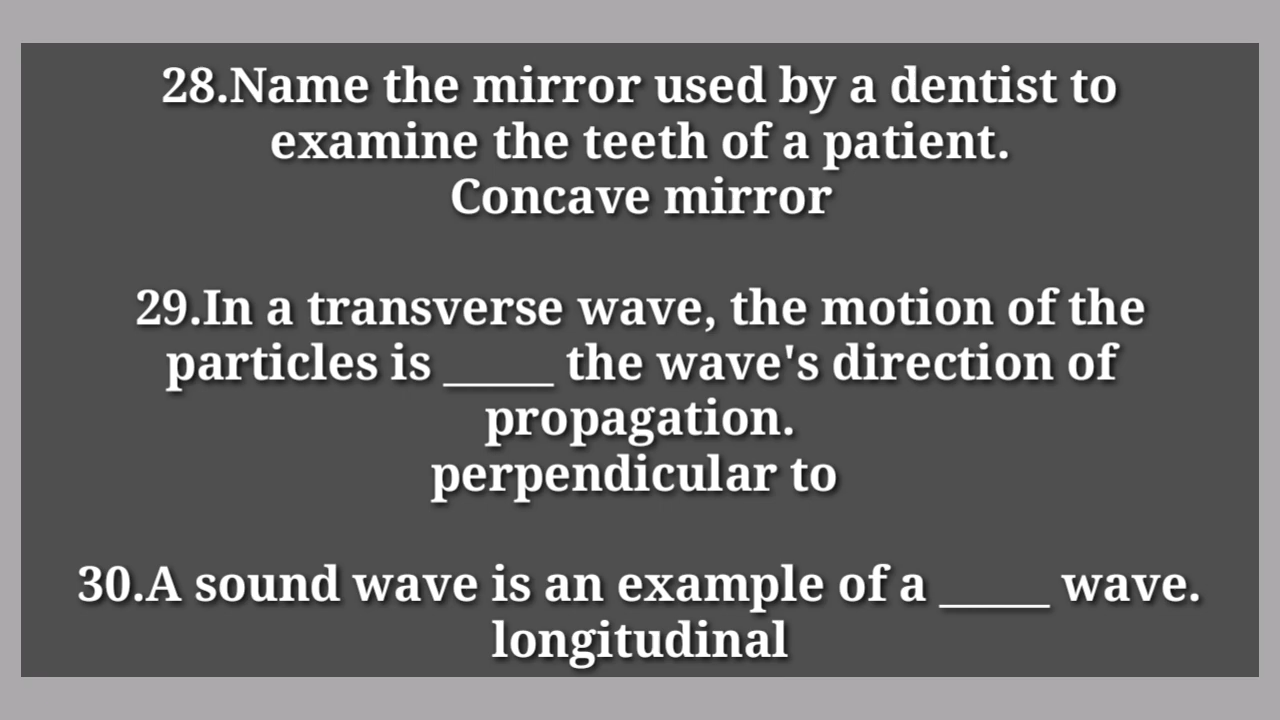 28.Name the mirror used by a dentist to
examine the teeth of a patient.
Concave mirror
29.In a transverse wave, the motion of the
particles is _____ the wave's direction of
propagation.
perpendicular to
30.A sound wave is an example of a _____ wave.
longitudinal